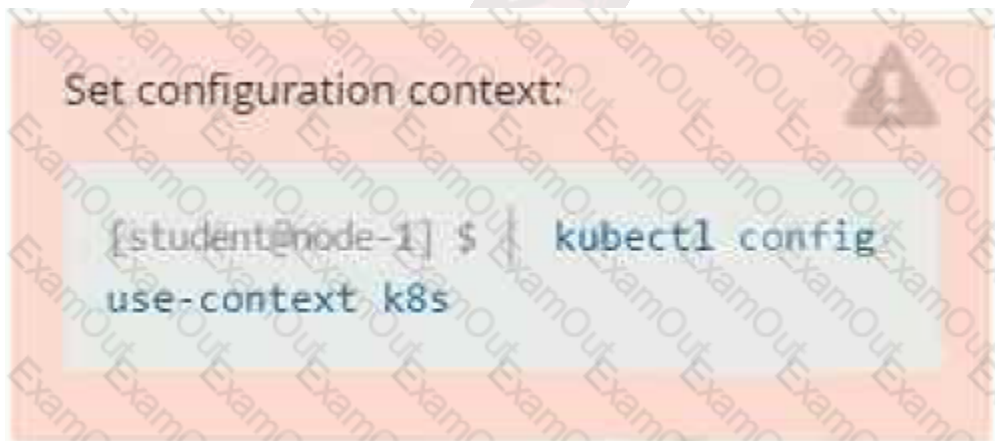 Set configuration context:
[student@node-1] $ | kubectl config
use-context k8s